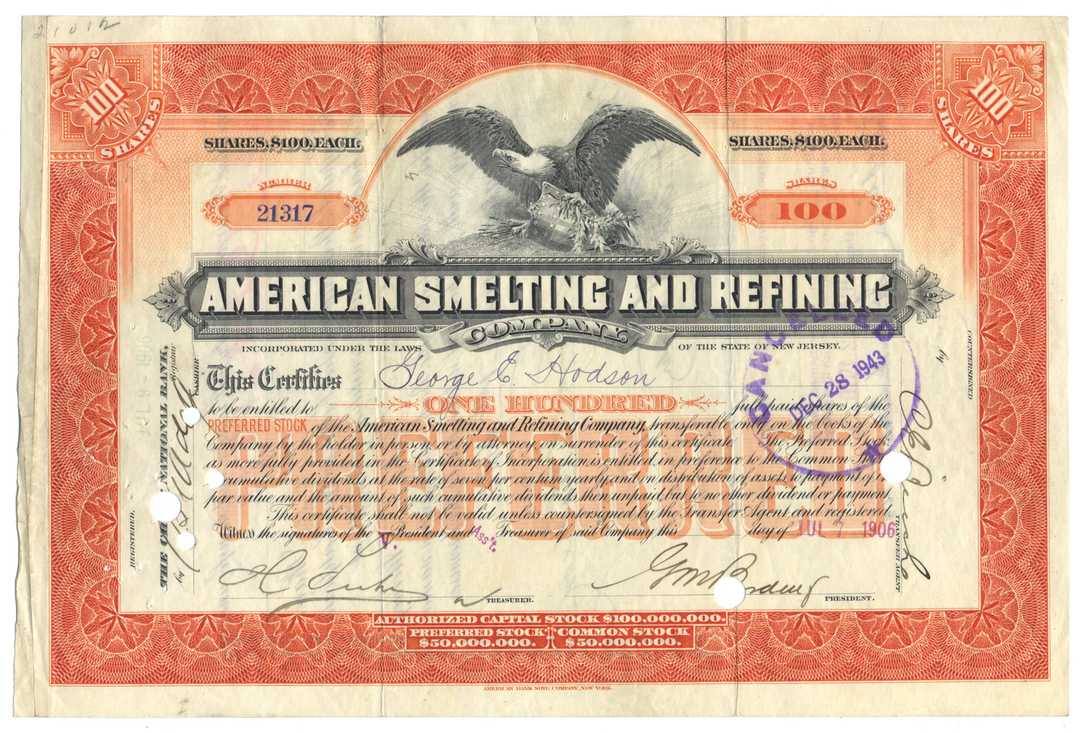 21012
100 SHARES
100 SHARES
SHARES, $100. EACH.
SHARES, $100. EACH.
NUMBER
21317
SHARES
100
AMERICAN SMELTING AND REFINING
COMPANY.
INCORPORATED UNDER THE LAWS OF THE STATE OF NEW JERSEY.
This Certifies George E. Hodson
to be entitled to ONE HUNDRED fully paid shares of the
PREFERRED STOCK of the American Smelting and Refining Company, transferable only on the books of the
Company by the holder in person or by attorney on surrender of this certificate. The Preferred Stock
as more fully provided in the Certificate of Incorporation is entitled, in preference to the Common Stock
cumulative dividends at the rate of seven per centum yearly and on distribution of assets to payment of
par value and the amount of such cumulative dividends then unpaid but to no other dividend or payment.
This certificate shall not be valid unless countersigned by the Transfer Agent and registered.
Witness the signatures of the V. President and Ass't. Treasurer of said Company this day of JUL 7 1906
PREFERRED
TREASURER.
PRESIDENT.
AUTHORIZED CAPITAL STOCK $100,000,000.
PREFERRED STOCK $50,000,000.
COMMON STOCK $50,000,000.
AMERICAN BANK NOTE COMPANY, NEW YORK.
REGISTERED.
NATIONAL BANK,
by
Registrar
CASHIER
COUNTERSIGNED
by
TRANSFER AGENT
CANCELLED
DEC 28 1943